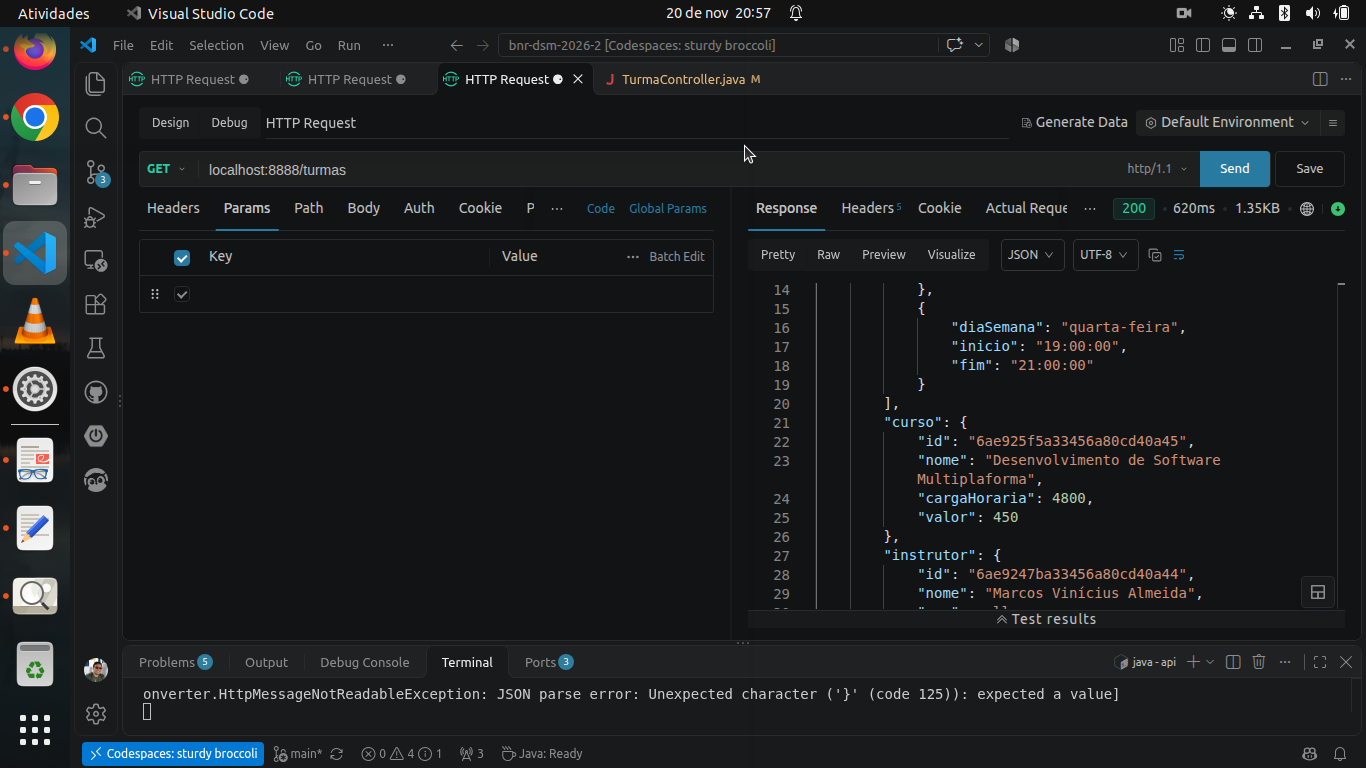 Atividades
Visual Studio Code
20 de nov 20:57
File Edit Selection View Go Run ···
bnr-dsm-2026-2 [Codespaces: sturdy broccoli]
HTTP Request
HTTP Request
HTTP Request
TurmaController.java M
Design Debug HTTP Request
Generate Data Default Environment
GET localhost:8888/turmas http/1.1 Send Save
Headers Params Path Body Auth Cookie P ··· Code Global Params
Key Value ··· Batch Edit
Response Headers 5 Cookie Actual Reque ··· 200 620ms 1.35KB
Pretty Raw Preview Visualize JSON UTF-8
14 },
15 {
16 "diaSemana": "quarta-feira",
17 "inicio": "19:00:00",
18 "fim": "21:00:00"
19 }
20 ],
21 "curso": {
22 "id": "6ae925f5a33456a80cd40a45",
23 "nome": "Desenvolvimento de Software
Multiplaforma",
24 "cargaHoraria": 4800,
25 "valor": 450
26 },
27 "instrutor": {
28 "id": "6ae9247ba33456a80cd40a44",
29 "nome": "Marcos Vinícius Almeida",
Test results
3
Problems 5 Output Debug Console Terminal Ports 3
java - api
onverter.HttpMessageNotReadableException: JSON parse error: Unexpected character ('}' (code 125)): expected a value]
Codespaces: sturdy broccoli main* 0 4 1 3 Java: Ready